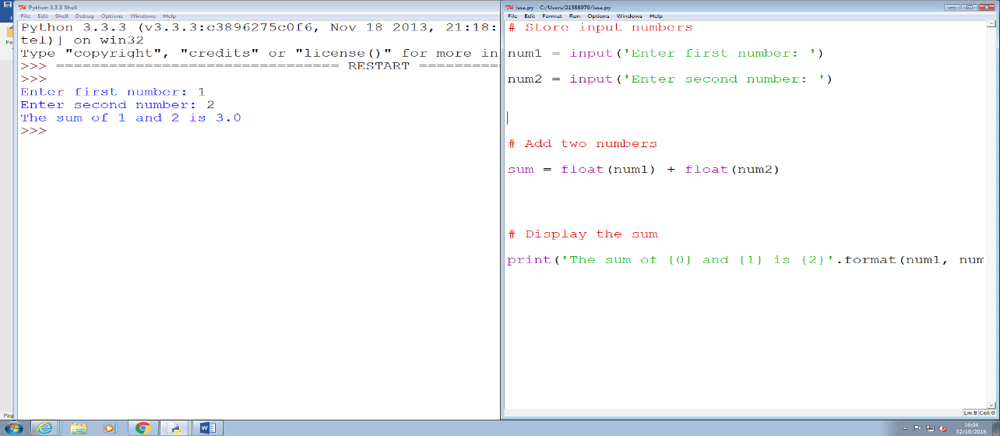 Python 3.3.3 Shell
File Edit Shell Debug Options Windows Help
Python 3.3.3 (v3.3.3:c3896275c0f6, Nov 18 2013, 21:18:
tel)] on win32
Type "copyright", "credits" or "license()" for more in
>>> ================================ RESTART =========
>>>
Enter first number: 1
Enter second number: 2
The sum of 1 and 2 is 3.0
>>>
issa.py - C:/Users/21388970/issa.py
File Edit Format Run Options Windows Help
# Store input numbers
num1 = input('Enter first number: ')
num2 = input('Enter second number: ')
# Add two numbers
sum = float(num1) + float(num2)
# Display the sum
print('The sum of {0} and {1} is {2}'.format(num1, num
Ln: 8 Col: 0
Pa
Pag
16:04
02/10/2018